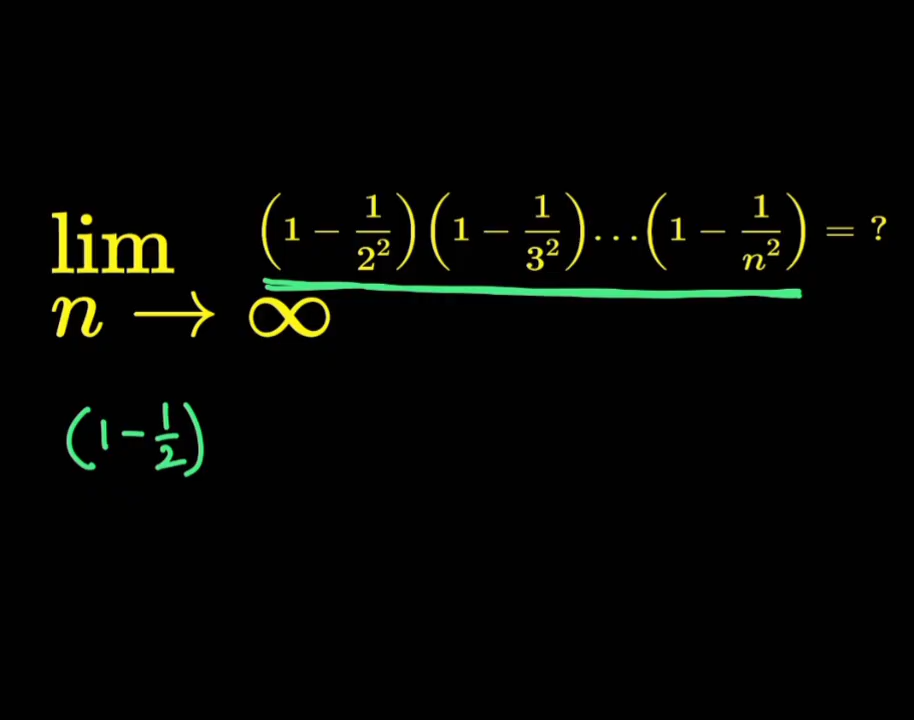 lim n → ∞ (1 − 1/2²)(1 − 1/3²)...(1 − 1/n²) = ?
(1 − 1/2)